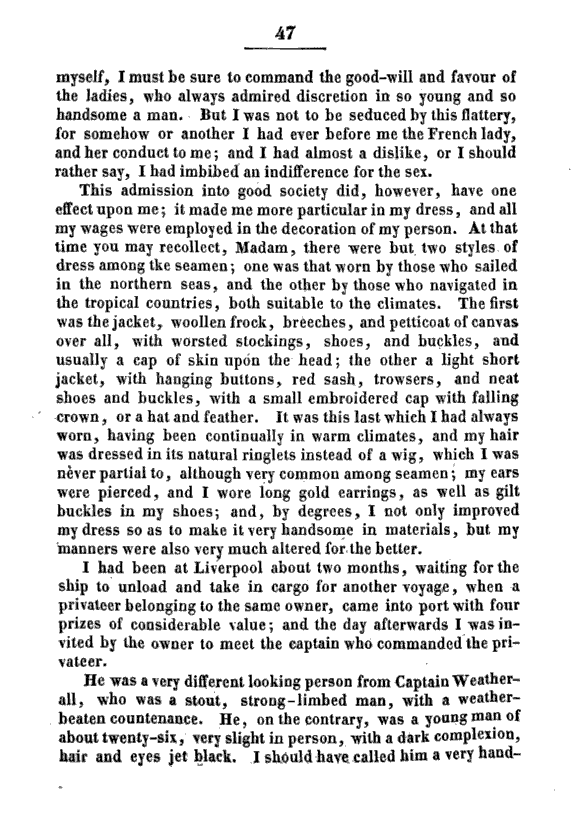 47
myself, I must be sure to command the good-will and favour of
the ladies, who always admired discretion in so young and so
handsome a man. But I was not to be seduced by this flattery,
for somehow or another I had ever before me the French lady,
and her conduct to me; and I had almost a dislike, or I should
rather say, I had imbibed an indifference for the sex.
This admission into good society did, however, have one
effect upon me; it made me more particular in my dress, and all
my wages were employed in the decoration of my person. At that
time you may recollect, Madam, there were but two styles of
dress among tke seamen; one was that worn by those who sailed
in the northern seas, and the other by those who navigated in
the tropical countries, both suitable to the climates. The first
was the jacket, woollen frock, breeches, and petticoat of canvas
over all, with worsted stockings, shoes, and buckles, and
usually a cap of skin upon the head; the other a light short
jacket, with hanging buttons, red sash, trowsers, and neat
shoes and buckles, with a small embroidered cap with falling
crown, or a hat and feather. It was this last which I had always
worn, having been continually in warm climates, and my hair
was dressed in its natural ringlets instead of a wig, which I was
never partial to, although very common among seamen; my ears
were pierced, and I wore long gold earrings, as well as gilt
buckles in my shoes; and, by degrees, I not only improved
my dress so as to make it very handsome in materials, but my
manners were also very much altered for the better.
I had been at Liverpool about two months, waiting for the
ship to unload and take in cargo for another voyage, when a
privateer belonging to the same owner, came into port with four
prizes of considerable value; and the day afterwards I was in-
vited by the owner to meet the captain who commanded the pri-
vateer.
He was a very different looking person from Captain Weather-
all, who was a stout, strong-limbed man, with a weather-
beaten countenance. He, on the contrary, was a young man of
about twenty-six, very slight in person, with a dark complexion,
hair and eyes jet black. I should have called him a very hand-